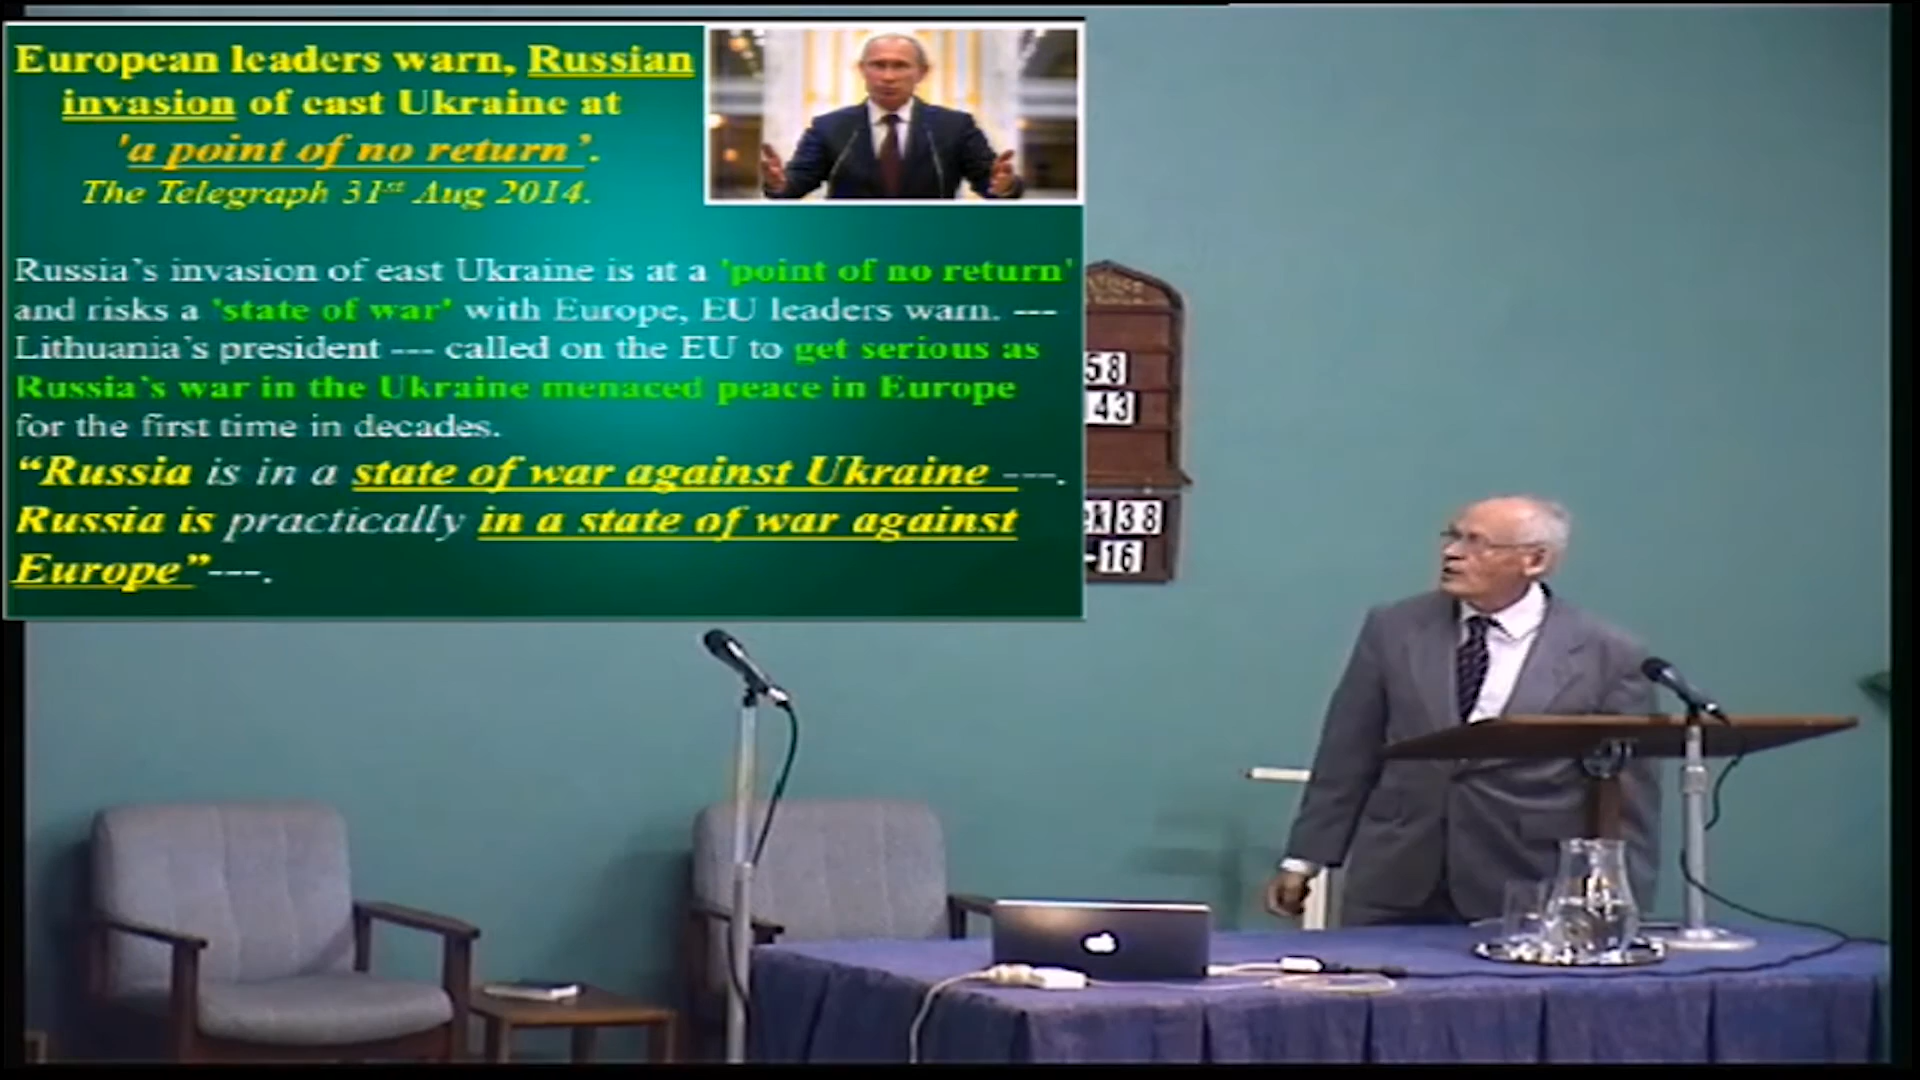 European leaders warn, Russian
invasion of east Ukraine at
'a point of no return’.
The Telegraph 31st Aug 2014.
Russia’s invasion of east Ukraine is at a 'point of no return'
and risks a 'state of war' with Europe, EU leaders warn. ---
Lithuania’s president --- called on the EU to get serious as
Russia’s war in the Ukraine menaced peace in Europe
for the first time in decades.
“Russia is in a state of war against Ukraine ---.
Russia is practically in a state of war against
Europe”---.
58
43
38
-16